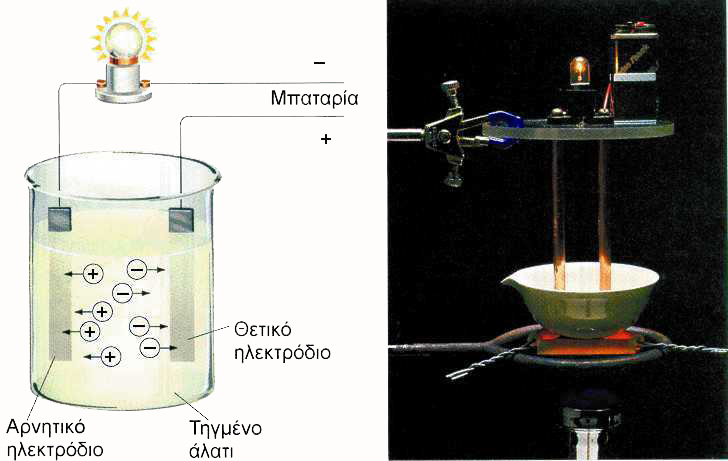 −
Μπαταρία
+
+ −
−
+
+ −
−
+
Θετικό
ηλεκτρόδιο
Αρνητικό
ηλεκτρόδιο
Τηγμένο
άλατι